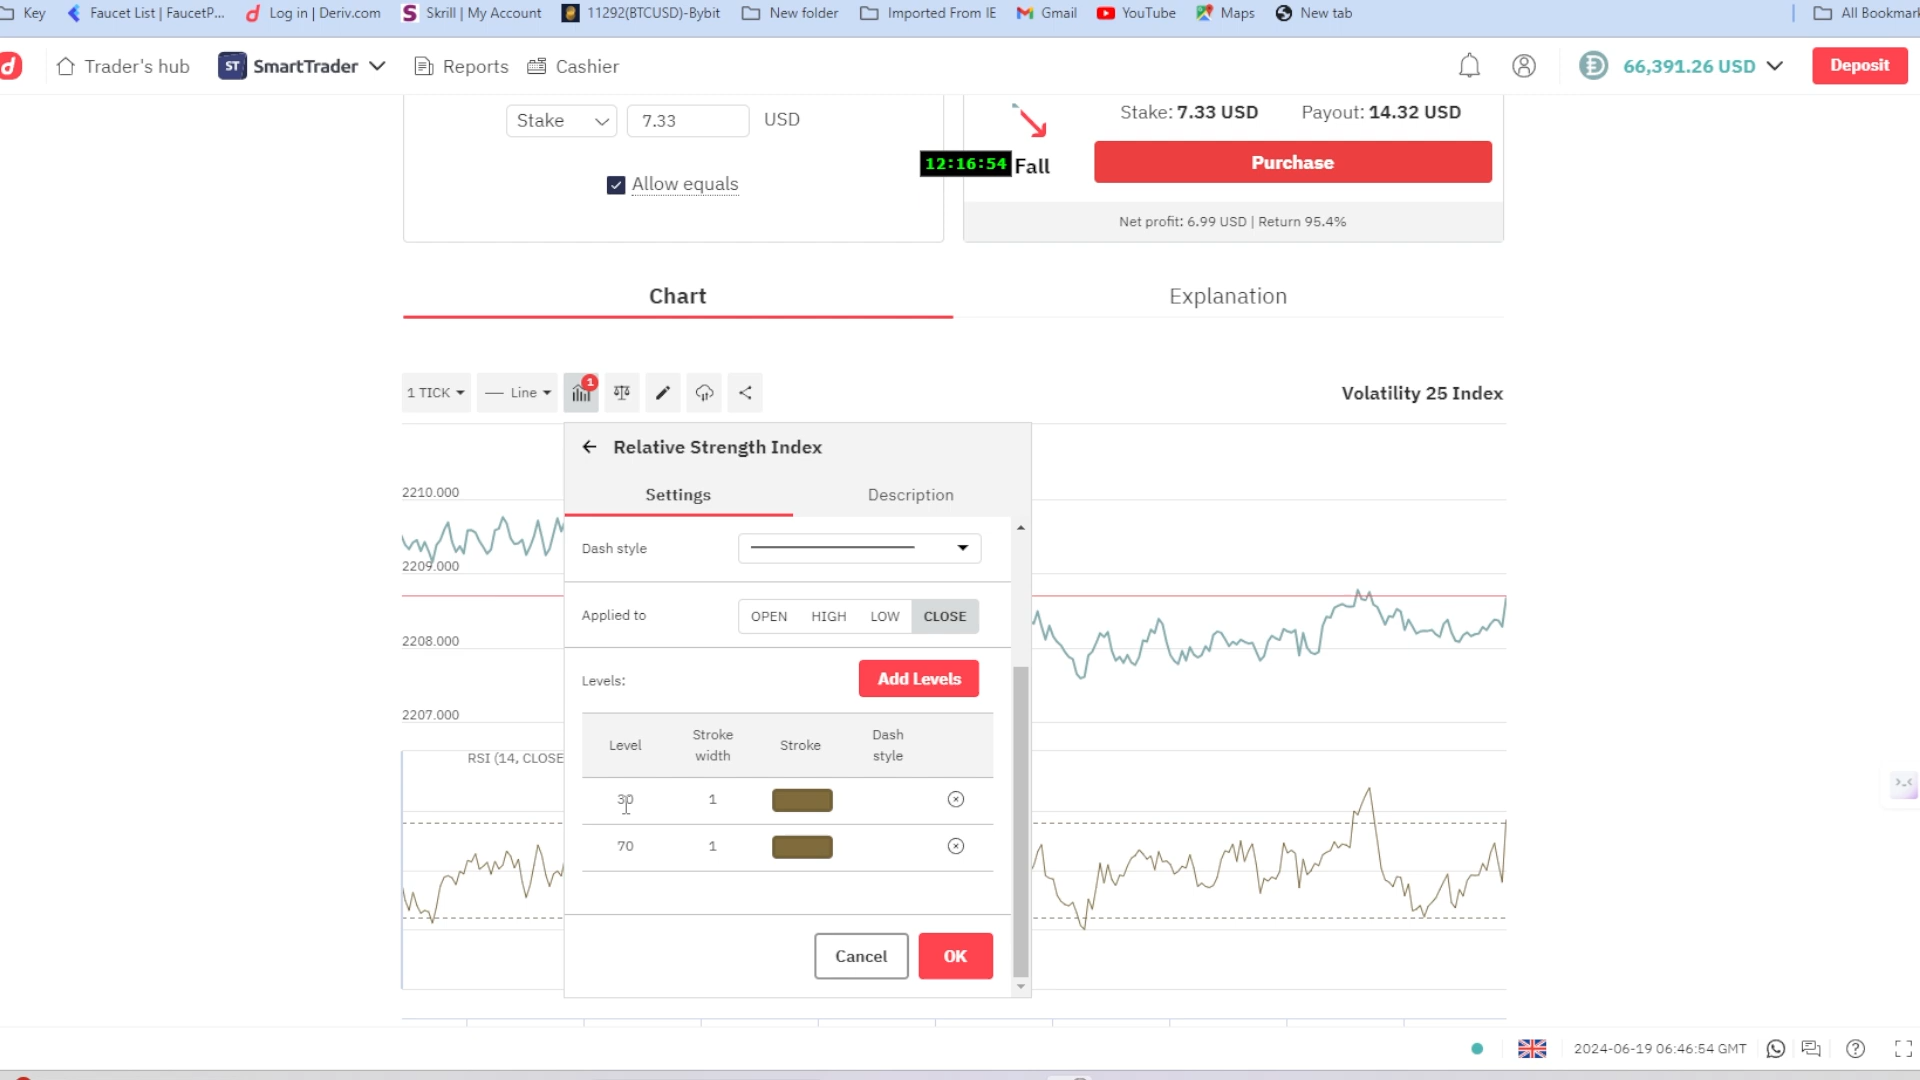 Key Faucet List | FaucetP... Log in | Deriv.com Skrill | My Account 11292(BTCUSD)-Bybit New folder Imported From IE Gmail YouTube Maps New tab All Bookmark
Trader's hub ST SmartTrader Reports Cashier 66,391.26 USD Deposit
Stake 7.33 USD
Stake: 7.33 USD Payout: 14.32 USD
12:16:54 Fall Purchase
Allow equals
Net profit: 6.99 USD | Return 95.4%
Chart Explanation
1 TICK Line 1 Volatility 25 Index
Relative Strength Index
Settings Description
2210.000
Dash style
2209.000
Applied to OPEN HIGH LOW CLOSE
2208.000
Levels: Add Levels
2207.000
Level Stroke width Stroke Dash style
RSI (14, CLOSE
30 1
70 1
Cancel OK
2024-06-19 06:46:54 GMT